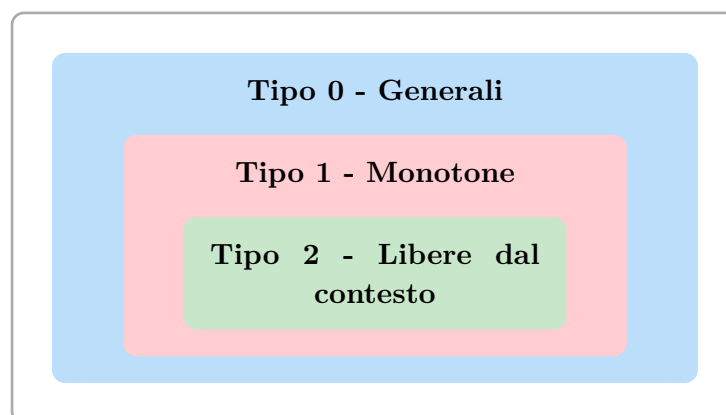 Tipo 0 - Generali
Tipo 1 - Monotone
Tipo 2 - Libere dal
contesto